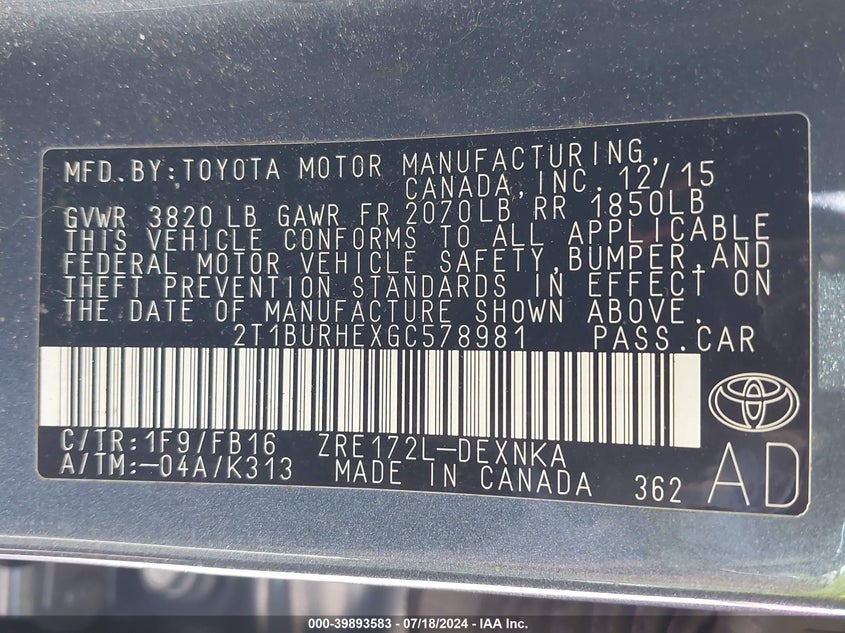 MFD. BY: TOYOTA MOTOR MANUFACTURING,
CANADA, INC. 12/15
GVWR 3820 LB GAWR FR 2070LB RR 1850LB
THIS VEHICLE CONFORMS TO ALL APPLICABLE
FEDERAL MOTOR VEHICLE SAFETY, BUMPER, AND
THEFT PREVENTION STANDARDS IN EFFECT ON
THE DATE OF MANUFACTURE SHOWN ABOVE.
2T1BURHEXGC578981 PASS. CAR
C/TR: 1F9/FB16 ZRE172L-DEXNKA
A/TM: -04A/K313 MADE IN CANADA 362 AD
000-39893583 / 07/18/2024 - IAA Inc.